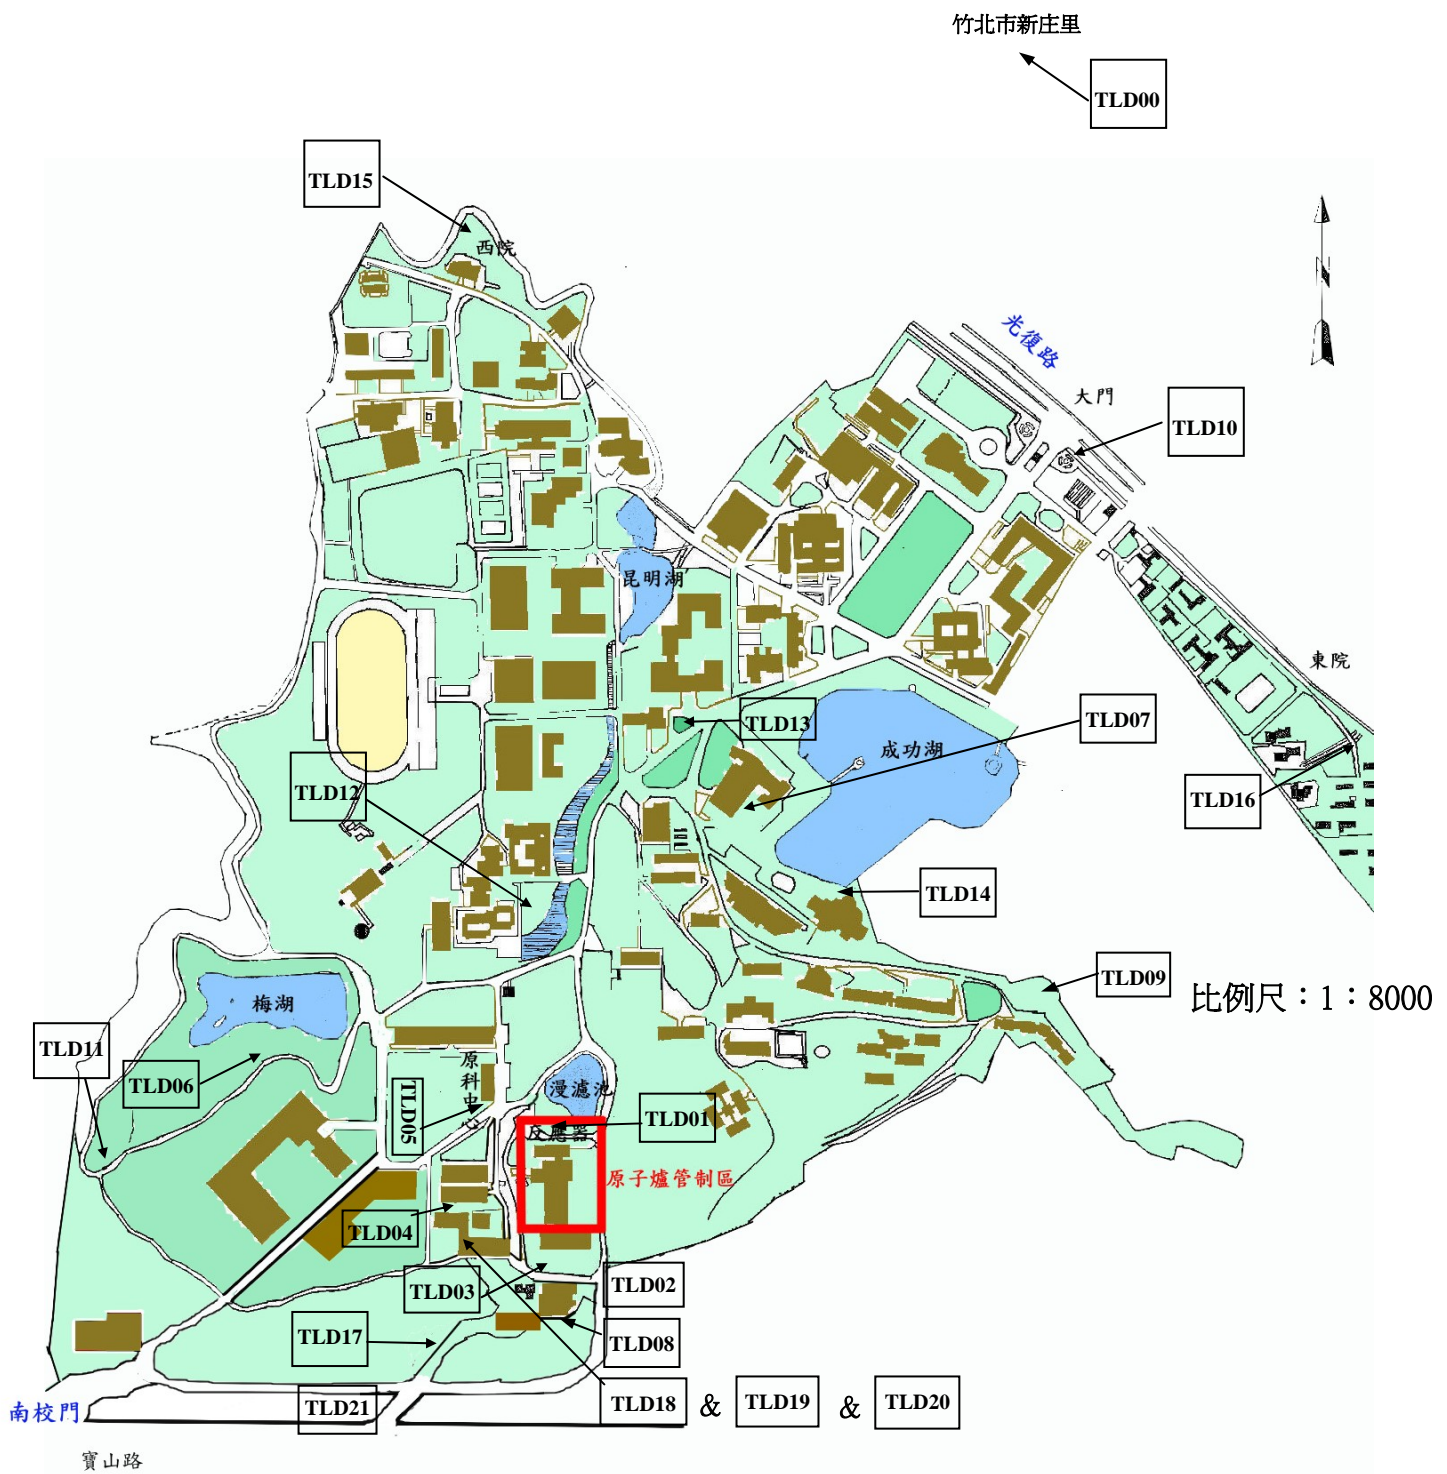 竹北市新庄里
TLD00
TLD15
西院
光復路
大門
TLD10
昆明湖
東院
TLD13
TLD07
成功湖
TLD12
TLD16
TLD14
TLD09
比例尺：1：8000
梅湖
TLD11
TLD06
原科中心
TLD05
漫濾池
TLD01
反應器
原子爐管制區
TLD04
TLD03
TLD02
TLD17
TLD08
TLD21
TLD18 & TLD19 & TLD20
南校門
寶山路